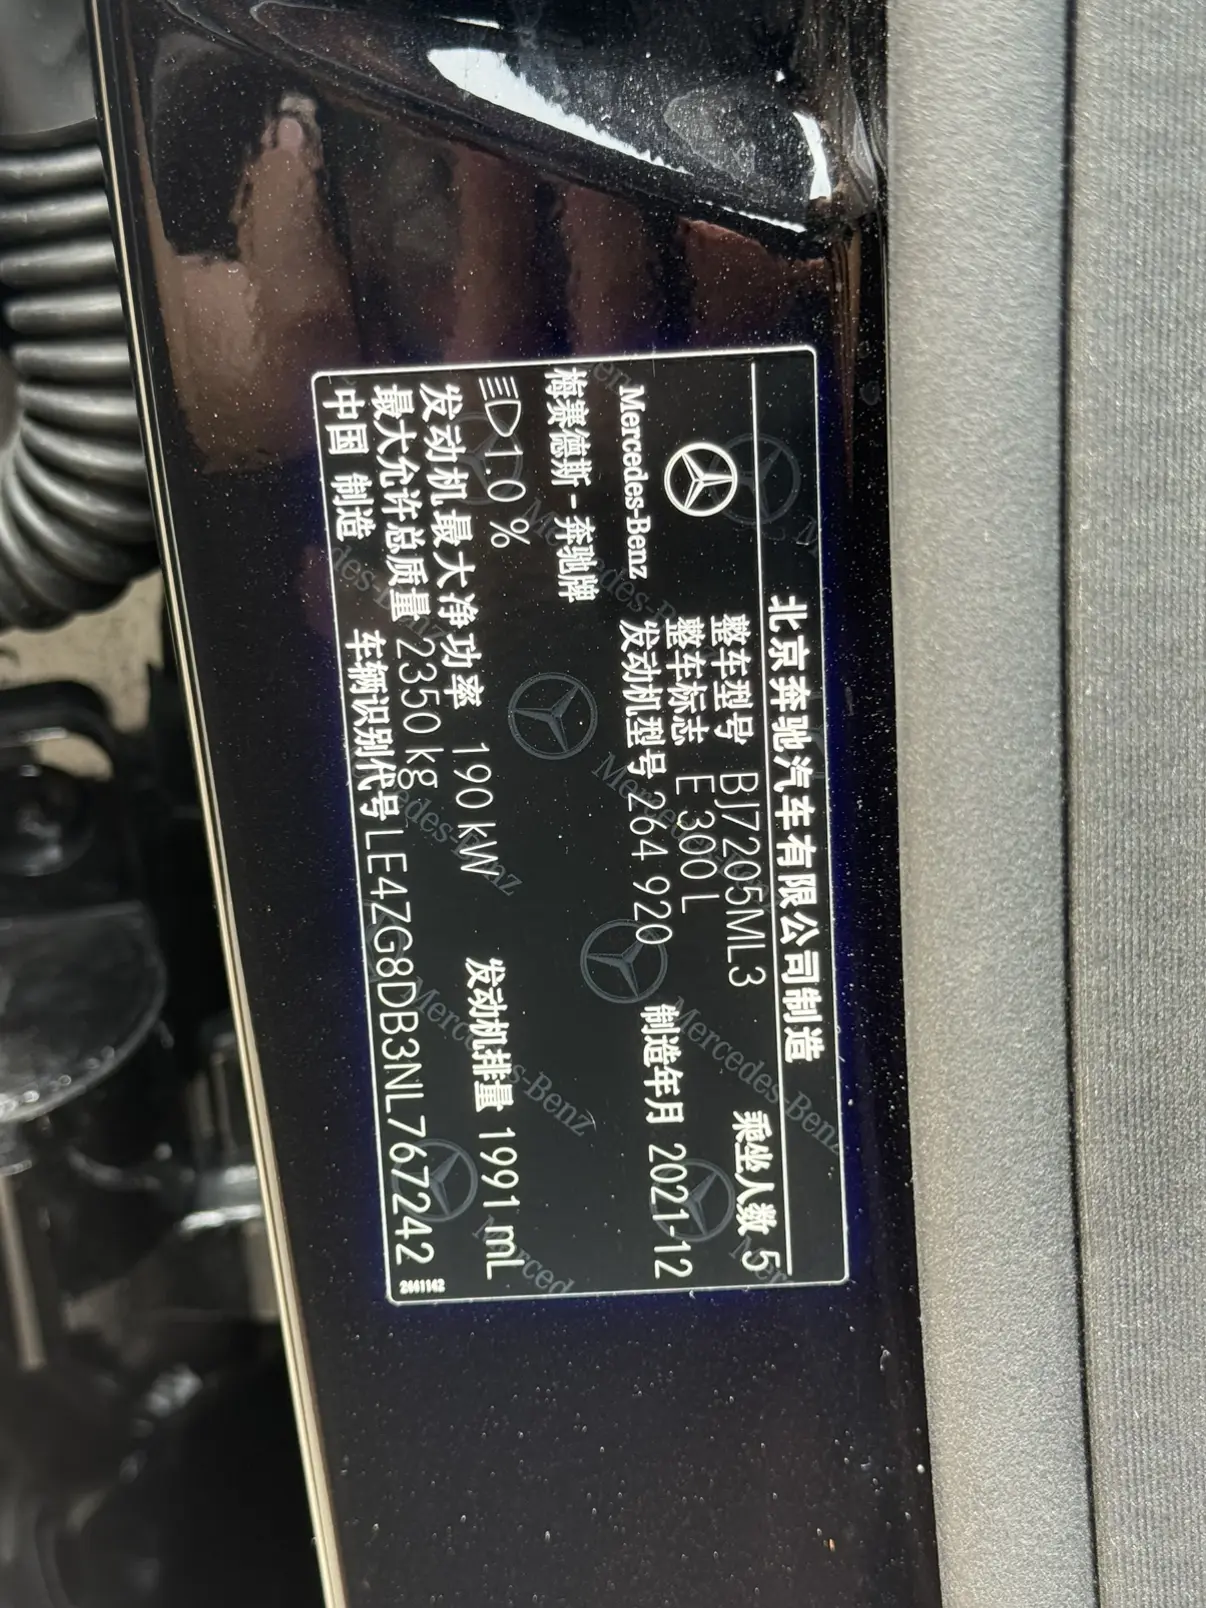 北京奔驰汽车有限公司制造
整车型号 BJ7205ML3 乘坐人数 5
整车标志 E 300 L
Mercedes-Benz 发动机型号 264 920 制造年月 2021-12
梅赛德斯-奔驰牌
1.0 %
发动机最大净功率 190 kW 发动机排量 1991 mL
最大允许总质量 2350 kg
中国 制造 车辆识别代号 LE4ZG8DB3NL767242
2441142